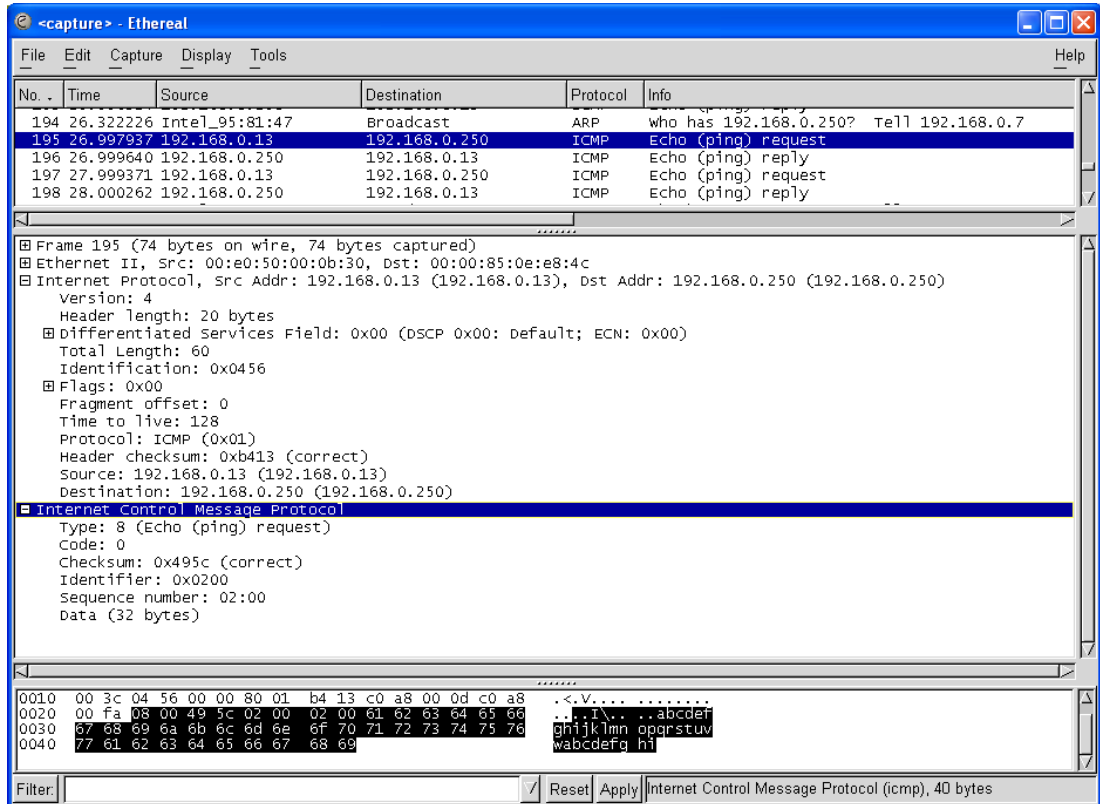 <capture> - Ethereal
File Edit Capture Display Tools Help
No. Time Source Destination Protocol Info
194 26.322226 Intel_95:81:47 Broadcast ARP who has 192.168.0.250? Tell 192.168.0.7
195 26.997937 192.168.0.13 192.168.0.250 ICMP Echo (ping) request
196 26.999640 192.168.0.250 192.168.0.13 ICMP Echo (ping) reply
197 27.999371 192.168.0.13 192.168.0.250 ICMP Echo (ping) request
198 28.000262 192.168.0.250 192.168.0.13 ICMP Echo (ping) reply
Frame 195 (74 bytes on wire, 74 bytes captured)
Ethernet II, Src: 00:e0:50:00:0b:30, Dst: 00:00:85:0e:e8:4c
Internet Protocol, Src Addr: 192.168.0.13 (192.168.0.13), Dst Addr: 192.168.0.250 (192.168.0.250)
Version: 4
Header length: 20 bytes
Differentiated Services Field: 0x00 (DSCP 0x00: Default; ECN: 0x00)
Total Length: 60
Identification: 0x0456
Flags: 0x00
Fragment offset: 0
Time to live: 128
Protocol: ICMP (0x01)
Header checksum: 0xb413 (correct)
Source: 192.168.0.13 (192.168.0.13)
Destination: 192.168.0.250 (192.168.0.250)
Internet Control Message Protocol
Type: 8 (Echo (ping) request)
Code: 0
Checksum: 0x495c (correct)
Identifier: 0x0200
Sequence number: 02:00
Data (32 bytes)
0010 00 3c 04 56 00 00 80 01 b4 13 c0 a8 00 0d c0 a8 .<.V.... ........
0020 00 fa 08 00 49 5c 02 00 02 00 61 62 63 64 65 66 ....I\.. ..abcdef
0030 67 68 69 6a 6b 6c 6d 6e 6f 70 71 72 73 74 75 76 ghijklmn opqrstuv
0040 77 61 62 63 64 65 66 67 68 69 wabcdefg hi
Filter: Reset Apply Internet Control Message Protocol (icmp), 40 bytes